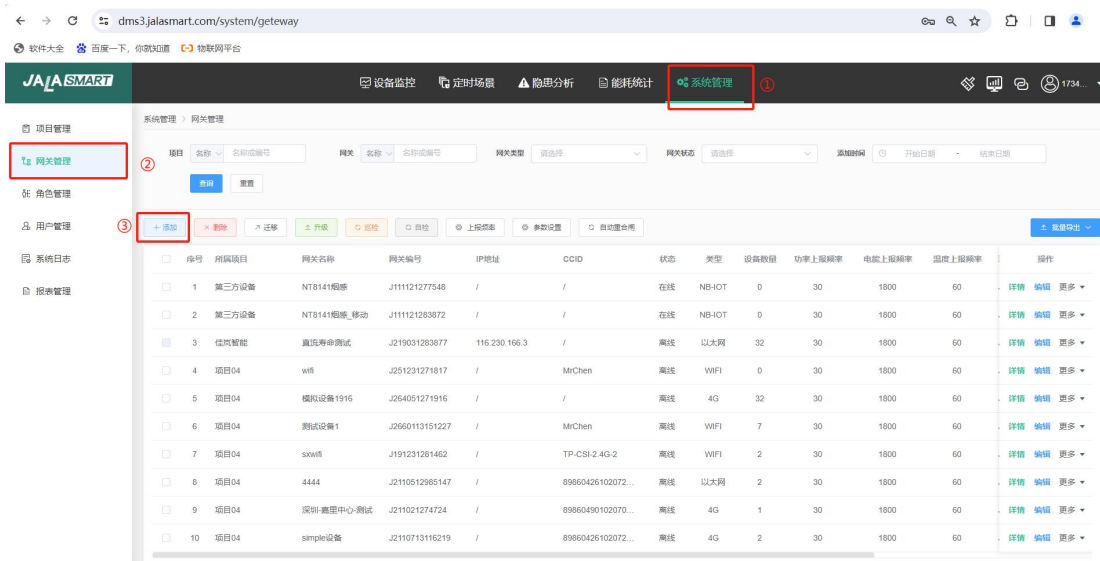 dms3.jalasmart.com/system/geteway
软件大全 百度一下，你就知道 物联网平台
JALASMART 设备监控 定时场景 隐患分析 能耗统计 系统管理 ① 1734...
项目管理
网关管理 ②
角色管理
用户管理
系统日志
报表管理
系统管理 > 网关管理
项目 名称 名称或编号 网关 名称 名称或编号 网关类型 请选择 网关状态 请选择 添加时间 开始日期 - 结束日期
查询 重置
③ + 添加 × 删除 迁移 升级 巡检 自检 上报频率 参数设置 自动重合闸 批量导出
序号 所属项目 网关名称 网关编号 IP地址 CCID 状态 类型 设备数量 功率上报频率 电能上报频率 温度上报频率 操作
1 第三方设备 NT8141烟感 J111121277548 / / 在线 NB-IOT 0 30 1800 60 详情 编辑 更多
2 第三方设备 NT8141烟感_移动 J111121283872 / / 在线 NB-IOT 0 30 1800 60 详情 编辑 更多
3 佳岚智能 直流寿命测试 J219031283877 116.230.166.3 / 离线 以太网 32 30 1800 60 详情 编辑 更多
4 项目04 wifi J251231271817 / MrChen 离线 WIFI 0 30 1800 60 详情 编辑 更多
5 项目04 模拟设备1916 J264051271916 / / 离线 4G 32 30 1800 60 详情 编辑 更多
6 项目04 测试设备1 J2660113151227 / MrChen 离线 WIFI 7 30 1800 60 详情 编辑 更多
7 项目04 sxwifi J191231281462 / TP-CSI-2.4G-2 离线 WIFI 2 30 1800 60 详情 编辑 更多
8 项目04 4444 J2110512985147 / 89860426102072... 离线 以太网 2 30 1800 60 详情 编辑 更多
9 项目04 深圳-嘉里中心-测试 J211021274724 / 89860490102070... 离线 4G 1 30 1800 60 详情 编辑 更多
10 项目04 simple设备 J2110713116219 / 89860426102072... 离线 4G 2 30 1800 60 详情 编辑 更多